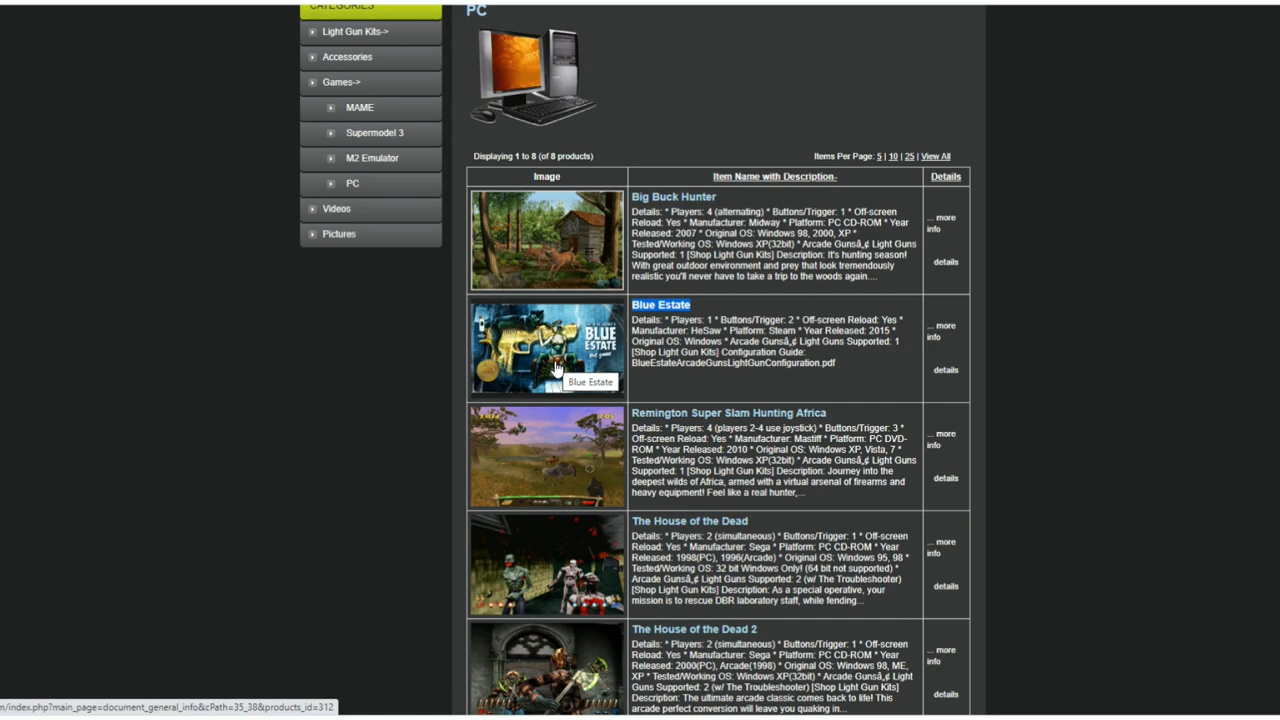 CATEGORIES
Light Gun Kits->
Accessories
Games->
MAME
Supermodel 3
M2 Emulator
PC
Videos
Pictures
PC
Displaying 1 to 8 (of 8 products)
Items Per Page: 5 | 10 | 25 | View All
Image
Item Name with Description-
Details
Big Buck Hunter
Details: * Players: 4 (alternating) * Buttons/Trigger: 1 * Off-screen
Reload: Yes * Manufacturer: Midway * Platform: PC CD-ROM * Year
Released: 2007 * Original OS: Windows 98, 2000, XP *
Tested/Working OS: Windows XP(32bit) * Arcade Gunsâ„¢ Light Guns
Supported: 1 [Shop Light Gun Kits] Description: It's hunting season!
With great outdoor environment and prey that look tremendously
realistic you'll never have to take a trip to the woods again....
... more
info
details
BLUE
ESTATE
the game
Blue Estate
Blue Estate
Details: * Players: 1 * Buttons/Trigger: 2 * Off-screen Reload: Yes *
Manufacturer: HeSaw * Platform: Steam * Year Released: 2015 *
Original OS: Windows * Arcade Gunsâ„¢ Light Guns Supported: 1
[Shop Light Gun Kits] Configuration Guide:
BlueEstateArcadeGunsLightGunConfiguration.pdf
... more
info
details
Remington Super Slam Hunting Africa
Details: * Players: 4 (players 2-4 use joystick) * Buttons/Trigger: 3 *
Off-screen Reload: Yes * Manufacturer: Mastiff * Platform: PC DVD-
ROM * Year Released: 2010 * Original OS: Windows XP, Vista, 7 *
Tested/Working OS: Windows XP(32bit) * Arcade Gunsâ„¢ Light Guns
Supported: 1 [Shop Light Gun Kits] Description: Journey into the
deepest wilds of Africa, armed with a virtual arsenal of firearms and
heavy equipment! Feel like a real hunter,...
... more
info
details
The House of the Dead
Details: * Players: 2 (simultaneous) * Buttons/Trigger: 1 * Off-screen
Reload: Yes * Manufacturer: Sega * Platform: PC CD-ROM * Year
Released: 1998(PC), 1996(Arcade) * Original OS: Windows 95, 98 *
Tested/Working OS: 32 bit Windows Only! (64 bit not supported) *
Arcade Gunsâ„¢ Light Guns Supported: 2 (w/ The Troubleshooter)
[Shop Light Gun Kits] Description: As a special operative, your
mission is to rescue DBR laboratory staff, while fending...
... more
info
details
The House of the Dead 2
Details: * Players: 2 (simultaneous) * Buttons/Trigger: 1 * Off-screen
Reload: Yes * Manufacturer: Sega * Platform: PC CD-ROM * Year
Released: 2000(PC), Arcade(1998) * Original OS: Windows 98, ME,
XP * Tested/Working OS: Windows XP(32bit) * Arcade Gunsâ„¢ Light
Guns Supported: 2 (w/ The Troubleshooter) [Shop Light Gun Kits]
Description: The ultimate arcade classic comes back to life! This
arcade perfect conversion will leave you quaking in...
... more
info
details
m/index.php?main_page=document_general_info&cPath=35_38&products_id=312